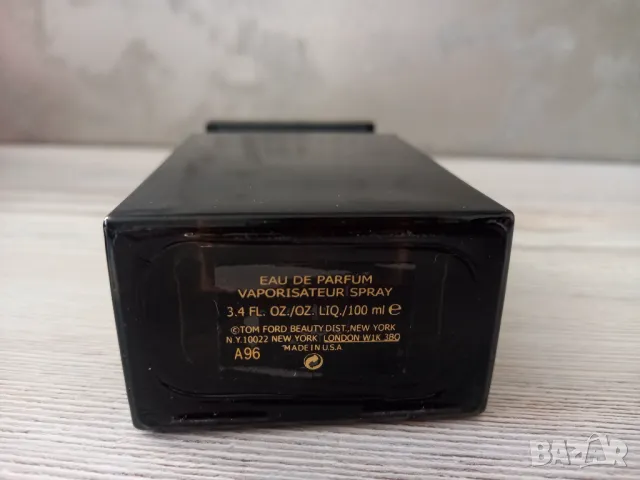 EAU DE PARFUM
VAPORISATEUR SPRAY
3.4 FL. OZ./OZ. LIQ./100 ml ℮
©TOM FORD BEAUTY DIST, NEW YORK
N.Y.10022 NEW YORK LONDON W1K 3BQ
A96 "MADE IN U.S.A
BAZAR